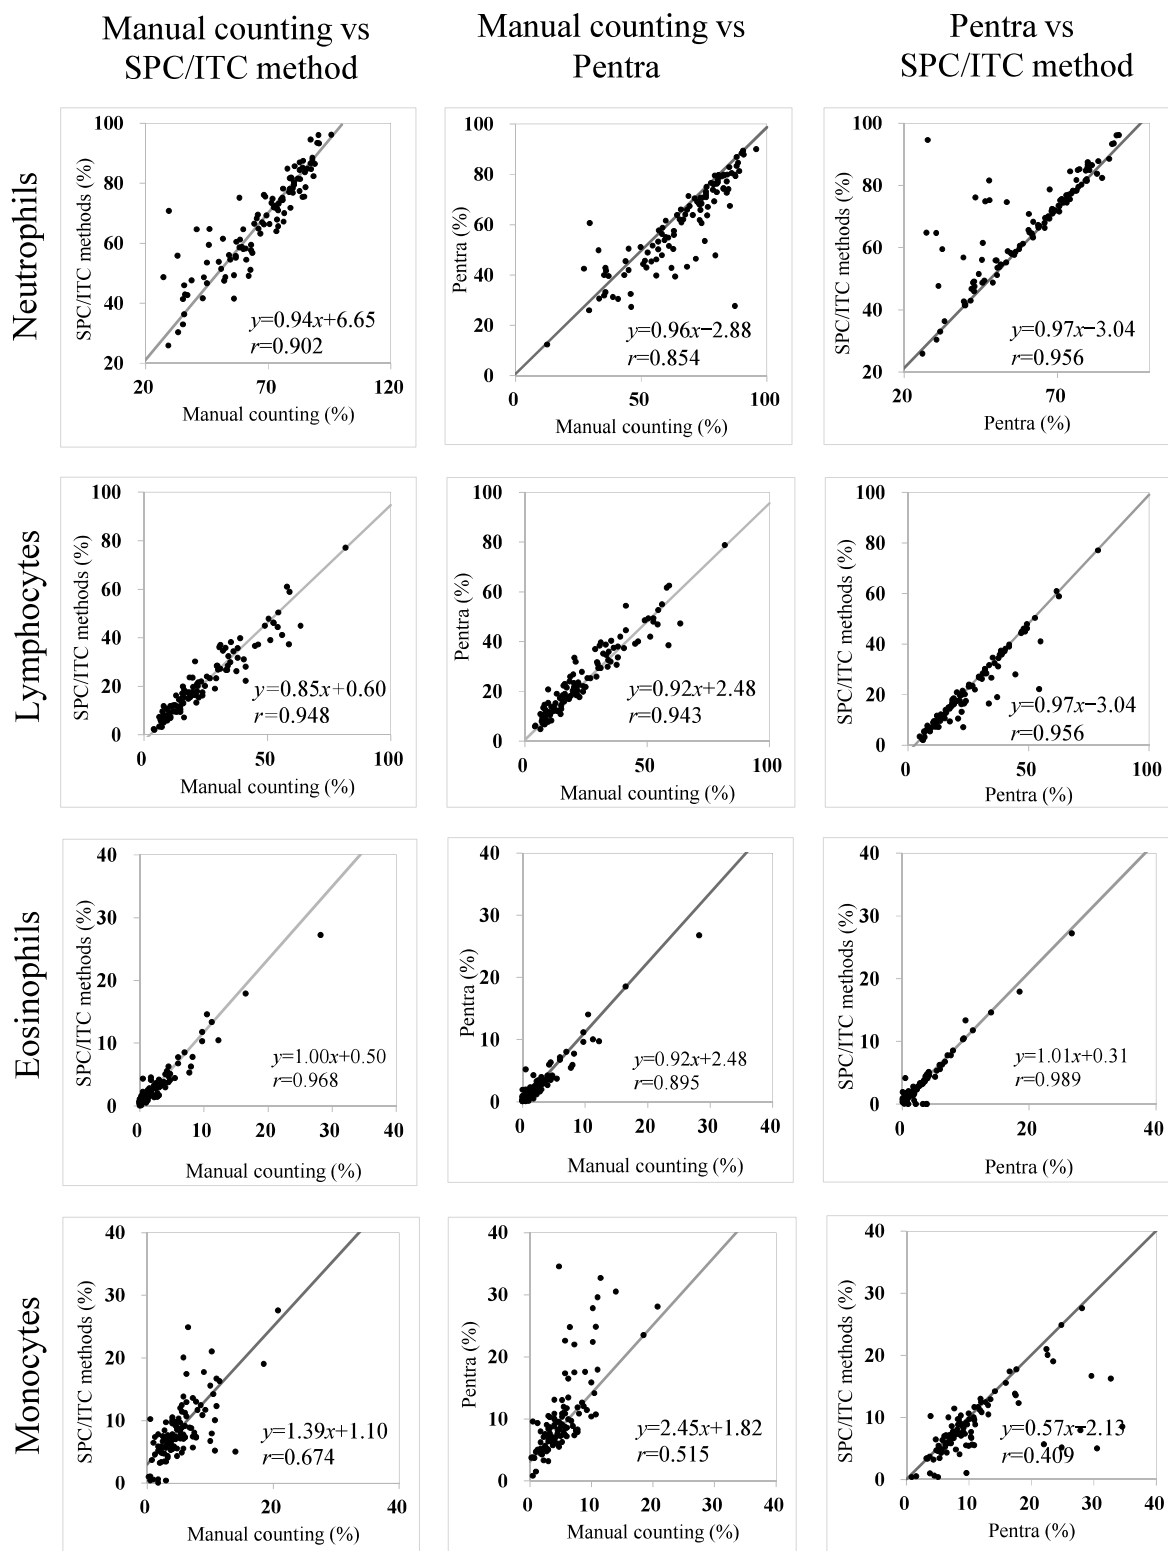 Manual counting vs
SPC/ITC method
Manual counting vs
Pentra
Pentra vs
SPC/ITC method
Neutrophils
100
80
60
40
20
20
70
120
SPC/ITC methods (%)
Manual counting (%)
y=0.94x+6.65
r=0.902
100
80
60
40
20
0
0
50
100
Pentra (%)
Manual counting (%)
y=0.96x−2.88
r=0.854
100
80
60
40
20
20
70
SPC/ITC methods (%)
Pentra (%)
y=0.97x−3.04
r=0.956
Lymphocytes
100
80
60
40
20
0
0
50
100
SPC/ITC methods (%)
Manual counting (%)
y=0.85x+0.60
r=0.948
100
80
60
40
20
0
0
50
100
Pentra (%)
Manual counting (%)
y=0.92x+2.48
r=0.943
100
80
60
40
20
0
0
50
100
SPC/ITC methods (%)
Pentra (%)
y=0.97x−3.04
r=0.956
Eosinophils
40
30
20
10
0
0
10
20
30
40
SPC/ITC methods (%)
Manual counting (%)
y=1.00x+0.50
r=0.968
40
30
20
10
0
0
10
20
30
40
Pentra (%)
Manual counting (%)
y=0.92x+2.48
r=0.895
40
30
20
10
0
0
20
40
SPC/ITC methods (%)
Pentra (%)
y=1.01x+0.31
r=0.989
Monocytes
40
30
20
10
0
0
20
40
SPC/ITC methods (%)
Manual counting (%)
y=1.39x+1.10
r=0.674
40
30
20
10
0
0
10
20
30
40
Pentra (%)
Manual counting (%)
y=2.45x+1.82
r=0.515
40
30
20
10
0
0
10
20
30
40
SPC/ITC methods (%)
Pentra (%)
y=0.57x−2.13
r=0.409